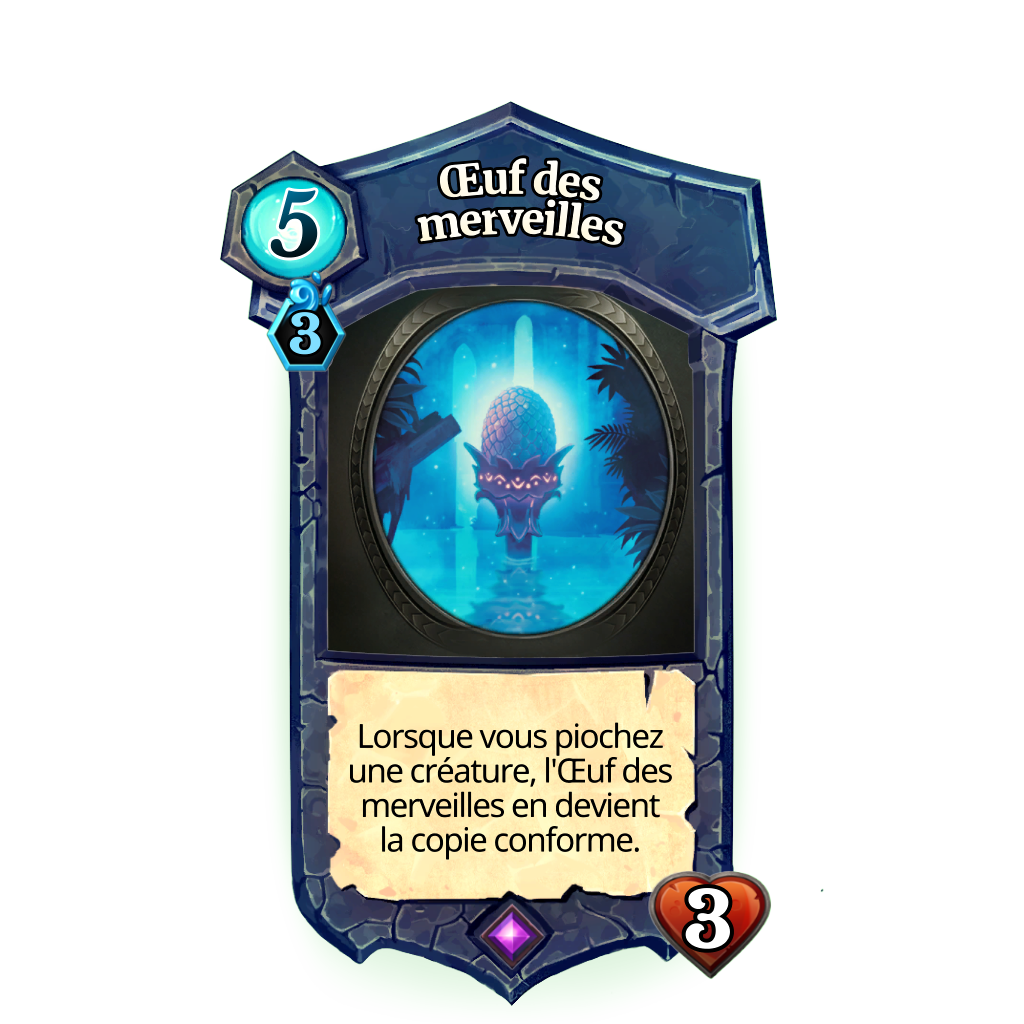 Œuf des
merveilles
5
3
Lorsque vous piochez
une créature, l'Œuf des
merveilles en devient
la copie conforme.
3